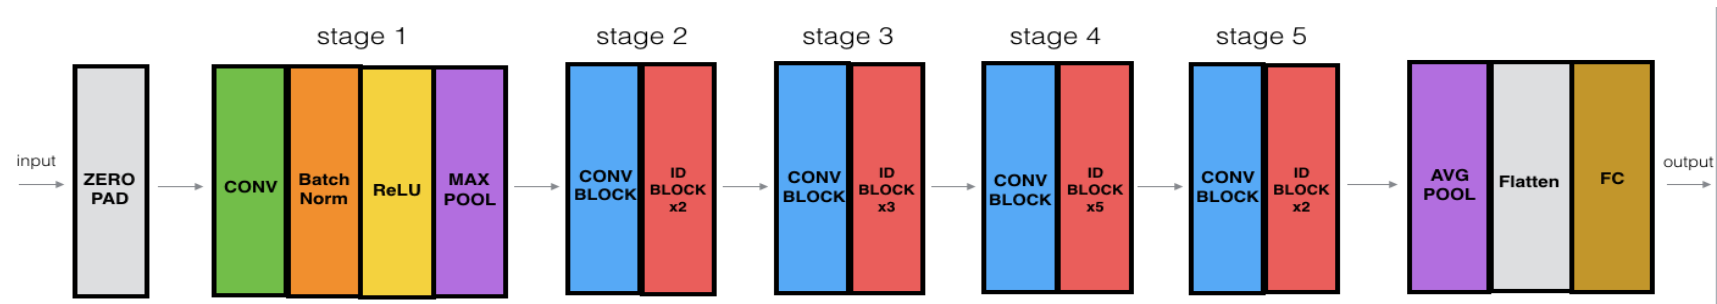 stage 1
stage 2
stage 3
stage 4
stage 5
input
ZERO
PAD
CONV
Batch
Norm
ReLU
MAX
POOL
CONV
BLOCK
ID
BLOCK
x2
CONV
BLOCK
ID
BLOCK
x3
CONV
BLOCK
ID
BLOCK
x5
CONV
BLOCK
ID
BLOCK
x2
AVG
POOL
Flatten
FC
output